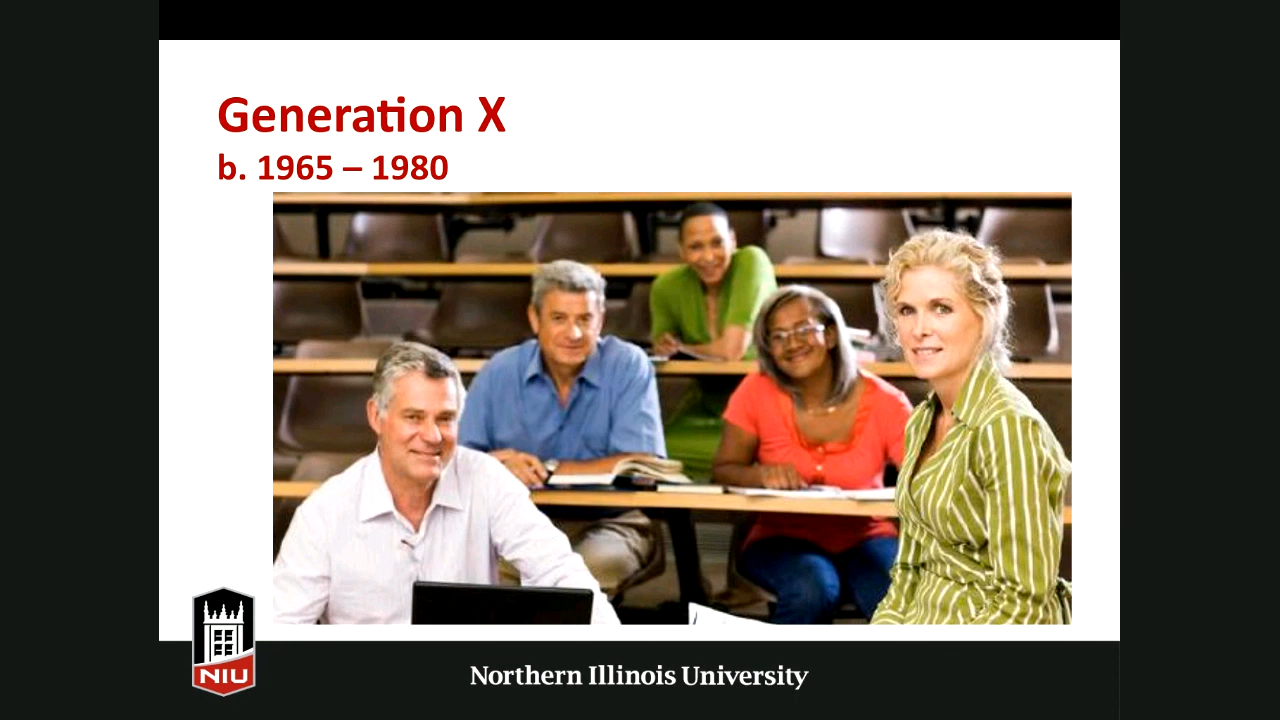 Generation X
b. 1965 – 1980
NIU
Northern Illinois University